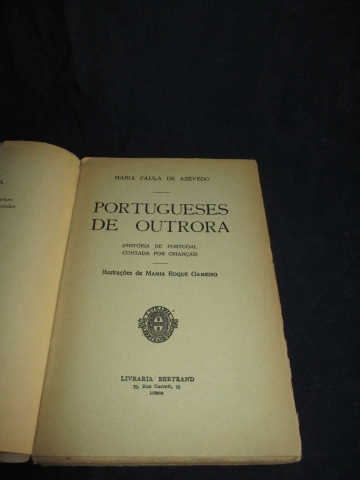 MARIA PAULA DE AZEVEDO
PORTUGUESES
DE OUTRORA
(HISTÓRIA DE PORTUGAL
CONTADA POR CRIANÇAS)
Ilustrações de MAMIA ROQUE GAMEIRO
LIVRARIA BERTRAND
73, Rua Garrett, 75
LISBOA